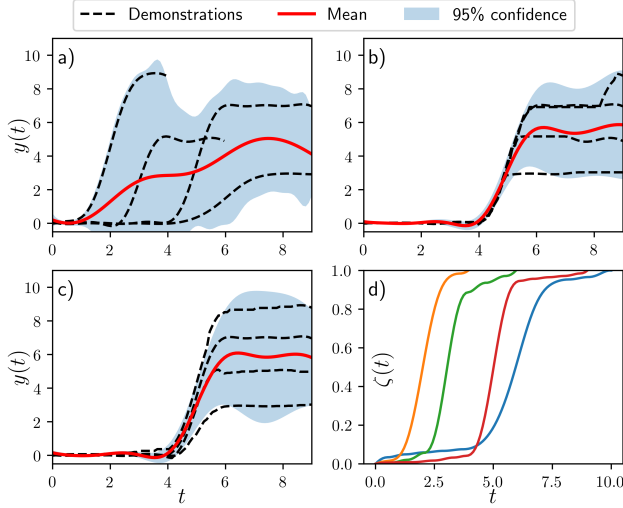 Demonstrations Mean 95% confidence
a) b)
y(t) 10 8 6 4 2 0
0 2 4 6 8
y(t) 10 8 6 4 2 0
0 2 4 6 8
c) d)
y(t) 10 8 6 4 2 0
0 2 4 6 8
t
ζ(t) 1.0 0.8 0.6 0.4 0.2 0.0
0.0 2.5 5.0 7.5 10.0
t